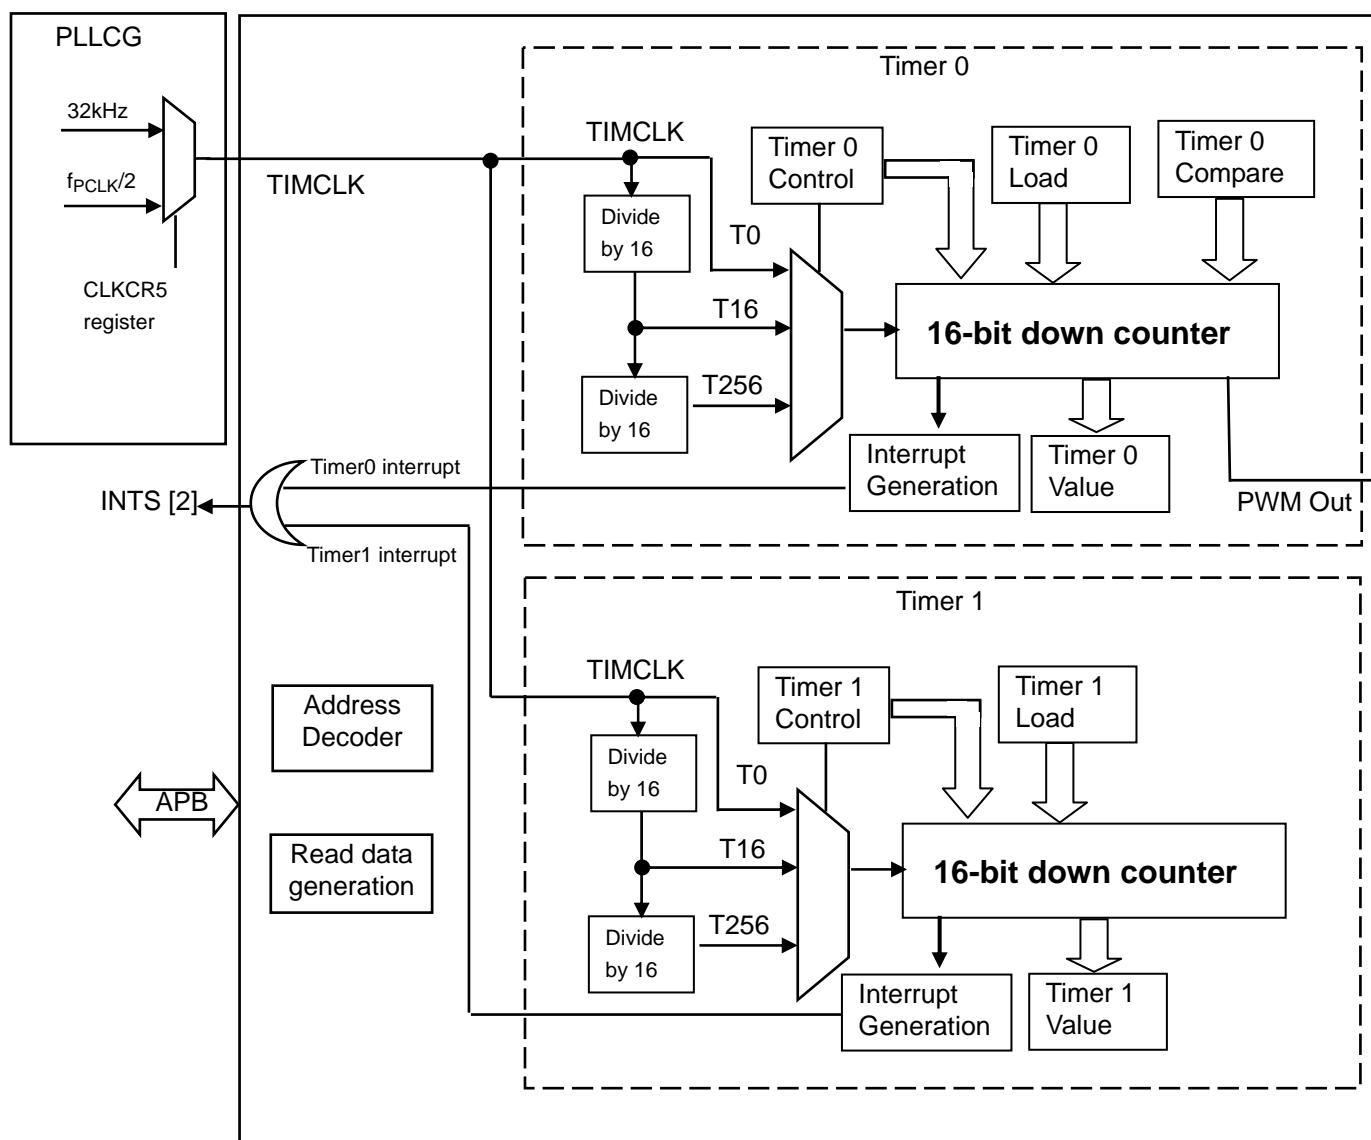 PLLCG
32kHz
fPCLK/2
CLKCR5
register
TIMCLK
Timer 0
TIMCLK
Divide
by 16
Divide
by 16
T0
T16
T256
Timer 0
Control
Timer 0
Load
Timer 0
Compare
16-bit down counter
Interrupt
Generation
Timer 0
Value
PWM Out
Timer0 interrupt
INTS [2]
Timer1 interrupt
Timer 1
TIMCLK
Divide
by 16
Divide
by 16
T0
T16
T256
Timer 1
Control
Timer 1
Load
16-bit down counter
Interrupt
Generation
Timer 1
Value
Address
Decoder
APB
Read data
generation